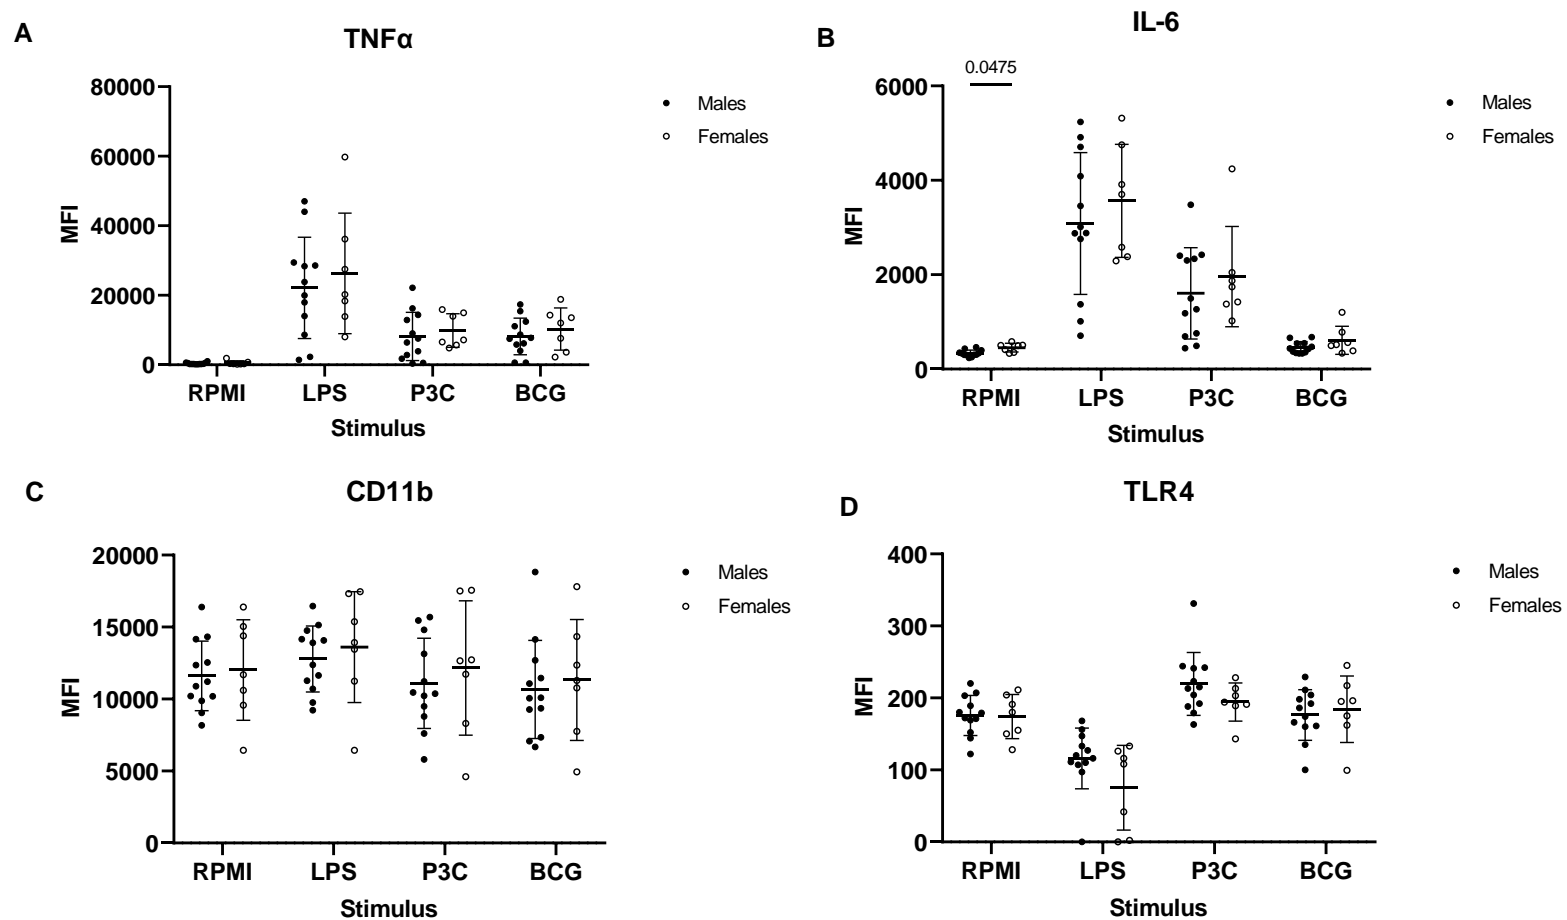 A
TNFα
80000
60000
40000
20000
0
MFI
RPMI LPS P3C BCG
Stimulus
Males
Females
B
IL-6
0.0475
6000
4000
2000
0
MFI
RPMI LPS P3C BCG
Stimulus
Males
Females
C
CD11b
20000
15000
10000
5000
0
MFI
RPMI LPS P3C BCG
Stimulus
Males
Females
D
TLR4
400
300
200
100
0
MFI
RPMI LPS P3C BCG
Stimulus
Males
Females